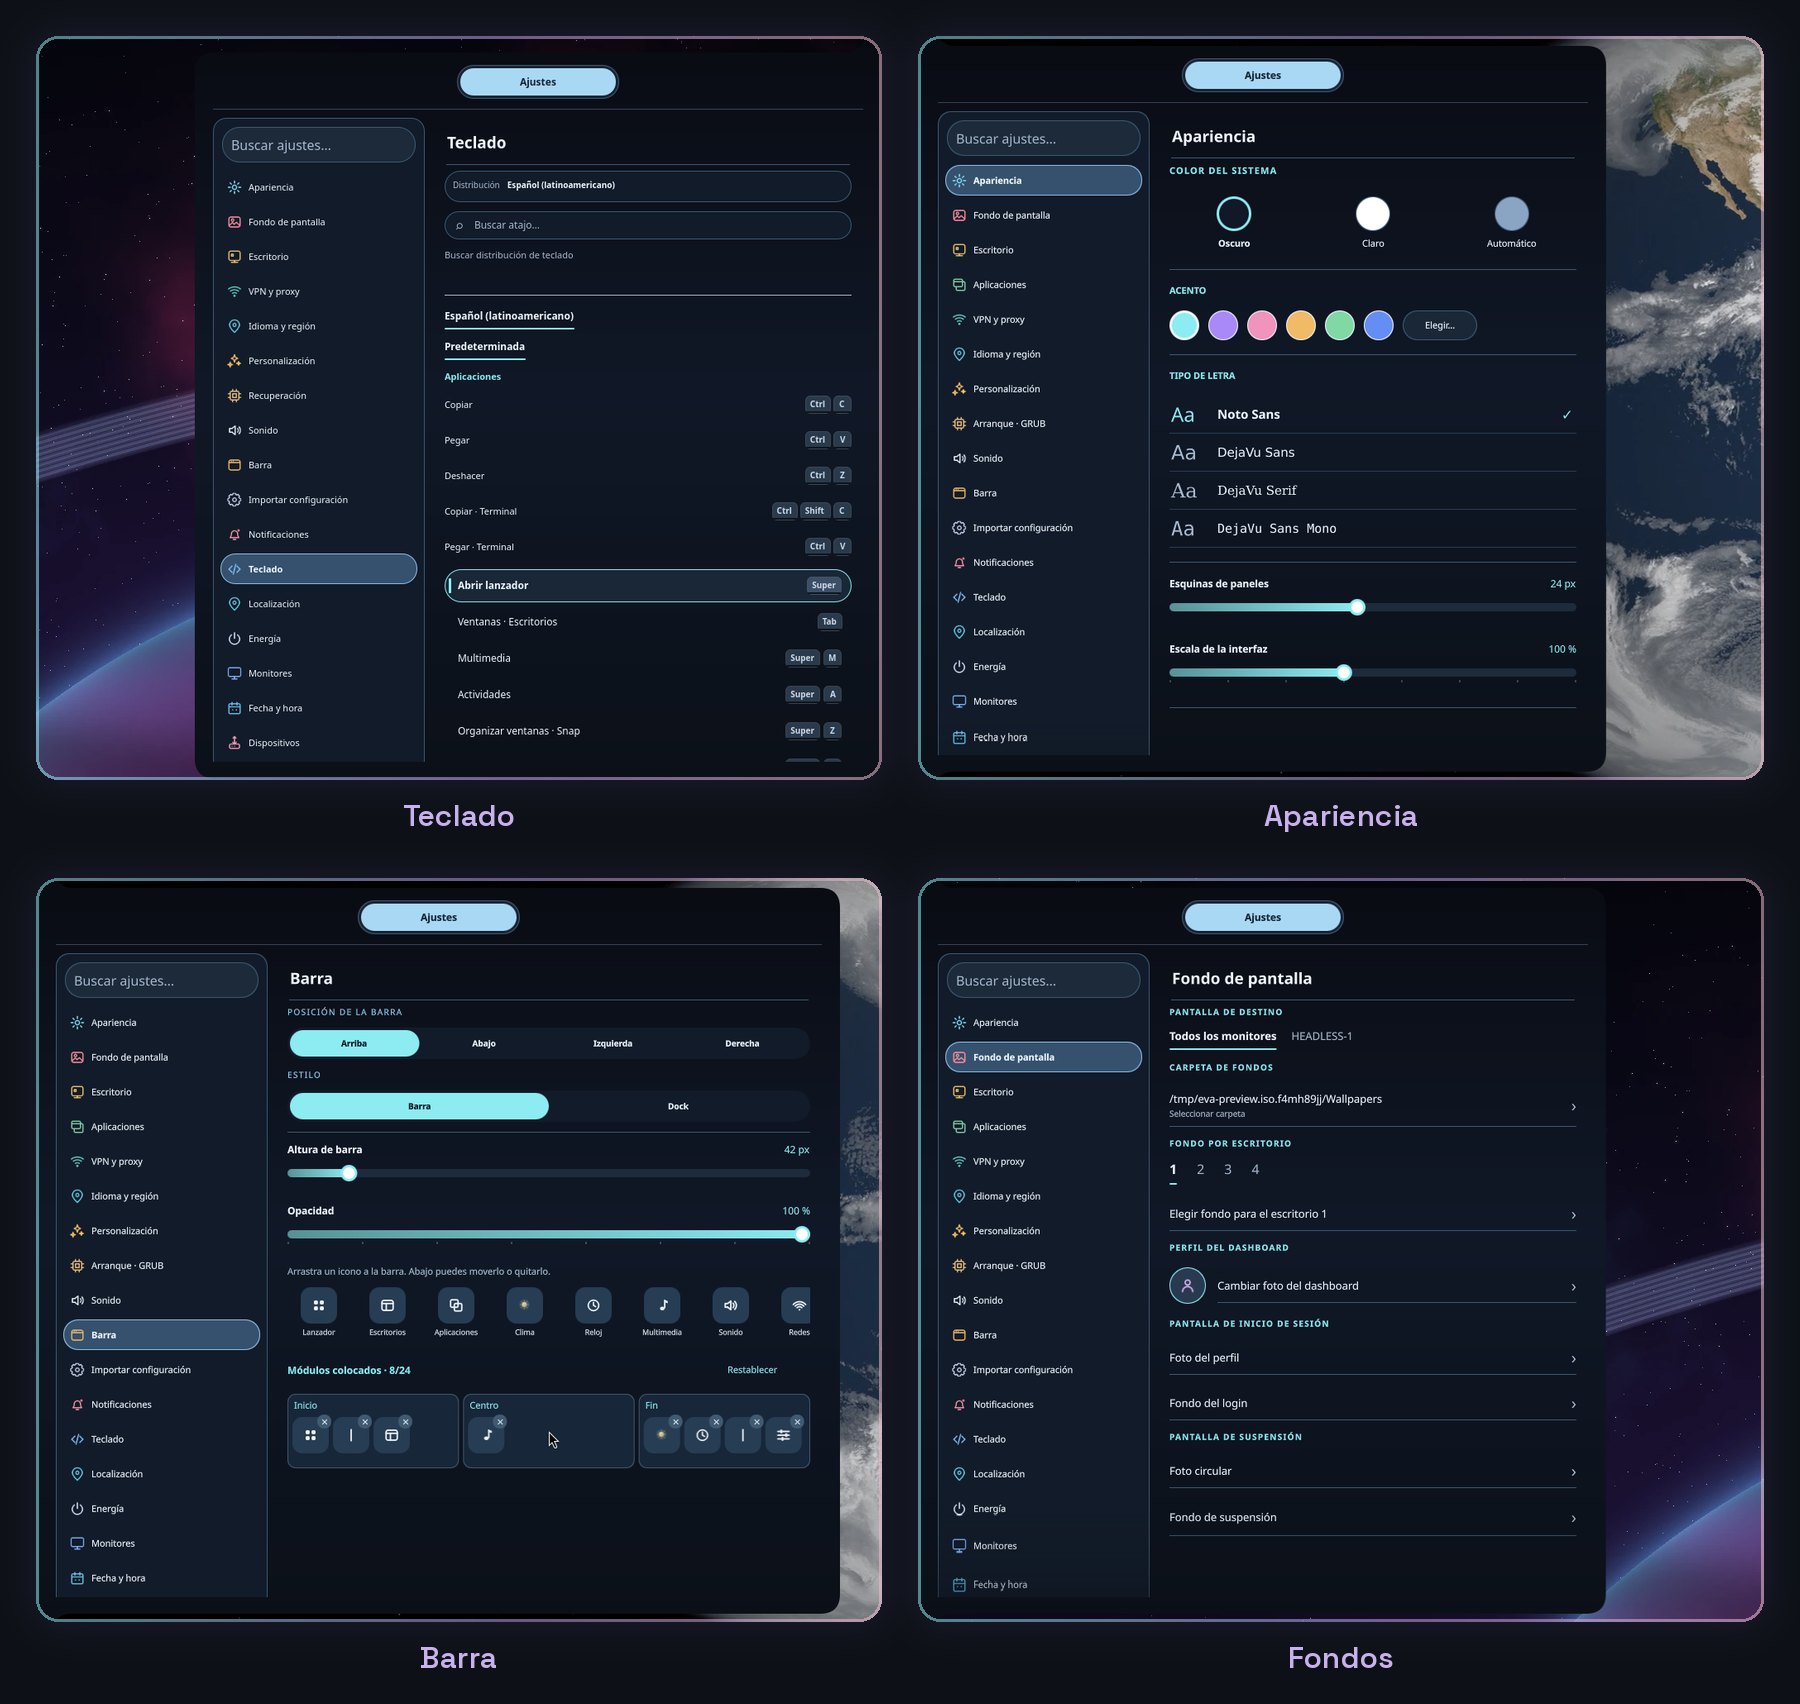 Ajustes
Buscar ajustes...
Apariencia
Fondo de pantalla
Escritorio
VPN y proxy
Idioma y región
Personalización
Recuperación
Sonido
Barra
Importar configuración
Notificaciones
Teclado
Localización
Energía
Monitores
Fecha y hora
Dispositivos
Teclado
Distribución Español (latinoamericano)
Buscar atajo...
Buscar distribución de teclado
Español (latinoamericano)
Predeterminada
Aplicaciones
Copiar Ctrl C
Pegar Ctrl V
Deshacer Ctrl Z
Copiar · Terminal Ctrl Shift C
Pegar · Terminal Ctrl V
Abrir lanzador Super
Ventanas · Escritorios Tab
Multimedia Super M
Actividades Super A
Organizar ventanas · Snap Super Z
Teclado
Ajustes
Buscar ajustes...
Apariencia
Fondo de pantalla
Escritorio
Aplicaciones
VPN y proxy
Idioma y región
Personalización
Arranque · GRUB
Sonido
Barra
Importar configuración
Notificaciones
Teclado
Localización
Energía
Monitores
Fecha y hora
Apariencia
COLOR DEL SISTEMA
Oscuro Claro Automático
ACENTO
Elegir...
TIPO DE LETRA
Aa Noto Sans ✓
Aa DejaVu Sans
Aa DejaVu Serif
Aa DejaVu Sans Mono
Esquinas de paneles 24 px
Escala de la interfaz 100 %
Apariencia
Ajustes
Buscar ajustes...
Apariencia
Fondo de pantalla
Escritorio
Aplicaciones
VPN y proxy
Idioma y región
Personalización
Arranque · GRUB
Sonido
Barra
Importar configuración
Notificaciones
Teclado
Localización
Energía
Monitores
Fecha y hora
Barra
POSICIÓN DE LA BARRA
Arriba Abajo Izquierda Derecha
ESTILO
Barra Dock
Altura de barra 42 px
Opacidad 100 %
Arrastra un icono a la barra. Abajo puedes moverlo o quitarlo.
Lanzador Escritorios Aplicaciones Clima Reloj Multimedia Sonido Redes
Módulos colocados · 8/24 Restablecer
Inicio Centro Fin
Barra
Ajustes
Buscar ajustes...
Apariencia
Fondo de pantalla
Escritorio
Aplicaciones
VPN y proxy
Idioma y región
Personalización
Arranque · GRUB
Sonido
Barra
Importar configuración
Notificaciones
Teclado
Localización
Energía
Monitores
Fecha y hora
Fondo de pantalla
PANTALLA DE DESTINO
Todos los monitores HEADLESS-1
CARPETA DE FONDOS
/tmp/eva-preview.iso.f4mh89jj/Wallpapers
Seleccionar carpeta
FONDO POR ESCRITORIO
1 2 3 4
Elegir fondo para el escritorio 1
PERFIL DEL DASHBOARD
Cambiar foto del dashboard
PANTALLA DE INICIO DE SESIÓN
Foto del perfil
Fondo del login
PANTALLA DE SUSPENSIÓN
Foto circular
Fondo de suspensión
Fondos